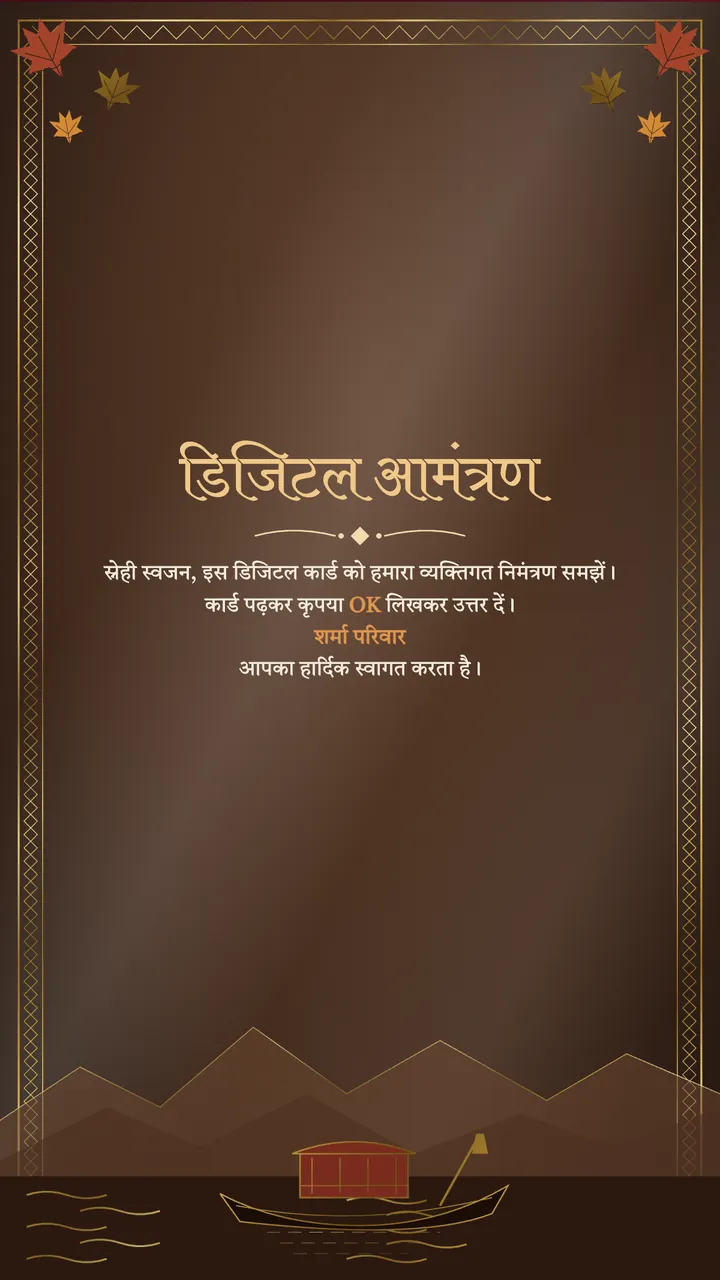 डिजिटल आमंत्रण
स्नेही स्वजन, इस डिजिटल कार्ड को हमारा व्यक्तिगत निमंत्रण समझें।
कार्ड पढ़कर कृपया OK लिखकर उत्तर दें।
शर्मा परिवार
आपका हार्दिक स्वागत करता है।